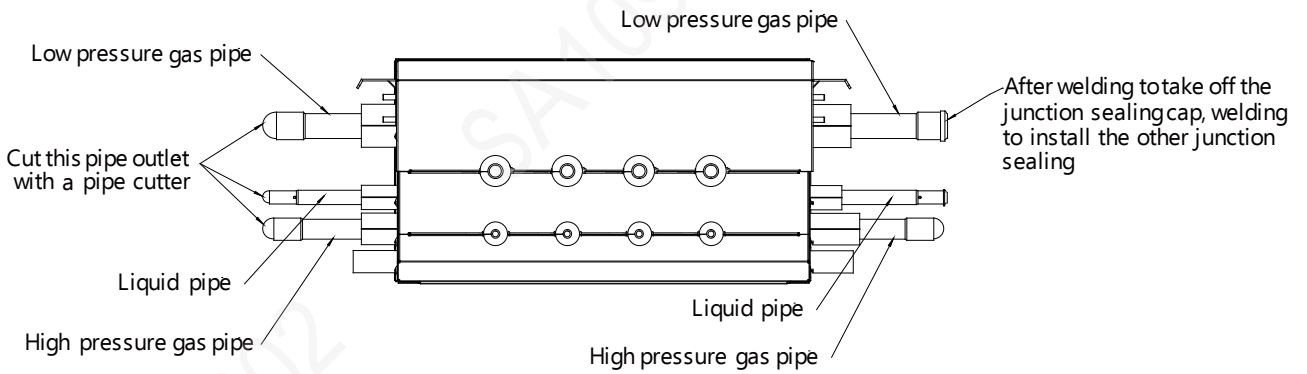 Low pressure gas pipe
Low pressure gas pipe
After welding to take off the
junction sealing cap, welding
to install the other junction
sealing
Cut this pipe outlet
with a pipe cutter
Liquid pipe
Liquid pipe
High pressure gas pipe
High pressure gas pipe